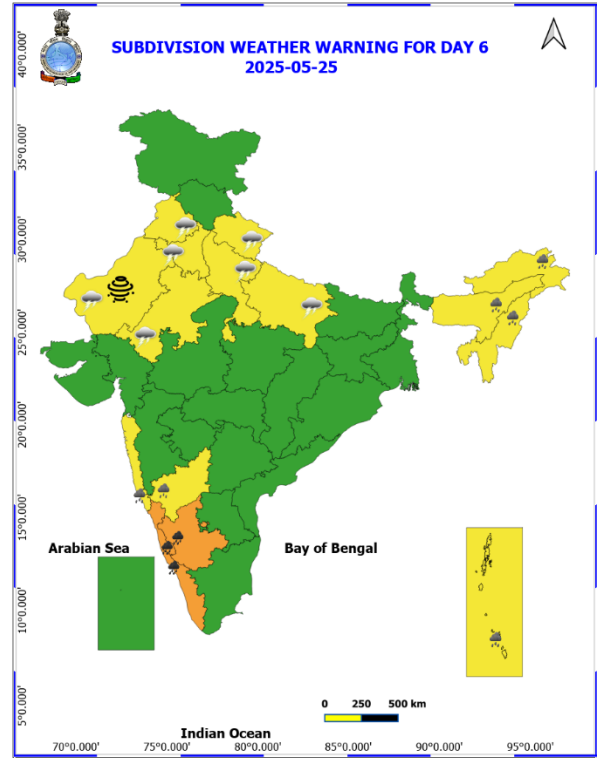 SUBDIVISION WEATHER WARNING FOR DAY 6
2025-05-25
40°0.000'
35°0.000'
30°0.000'
25°0.000'
20°0.000'
15°0.000'
10°0.000'
5°0.000'
Arabian Sea
Bay of Bengal
0 250 500 km
Indian Ocean
70°0.000' 75°0.000' 80°0.000' 85°0.000' 90°0.000' 95°0.000'